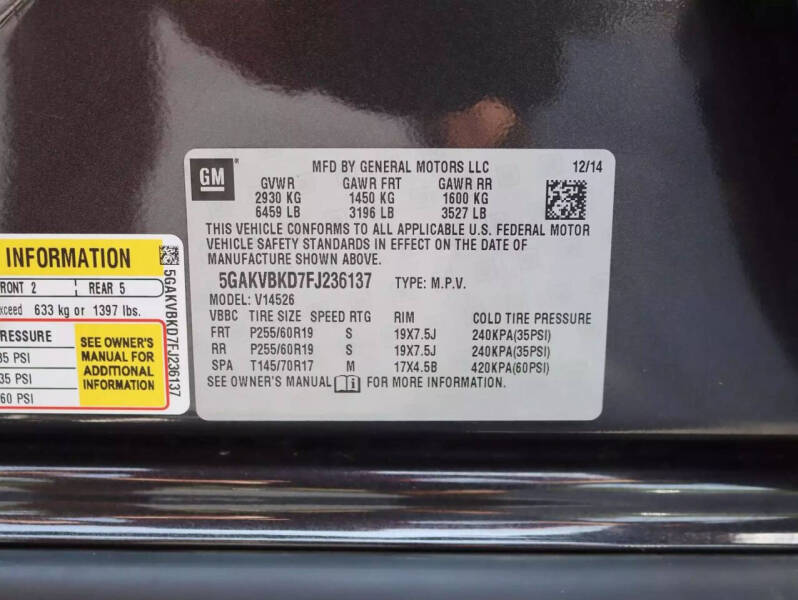 GM
MFD BY GENERAL MOTORS LLC 12/14
GVWR GAWR FRT GAWR RR
2930 KG 1450 KG 1600 KG
6459 LB 3196 LB 3527 LB
THIS VEHICLE CONFORMS TO ALL APPLICABLE U.S. FEDERAL MOTOR
VEHICLE SAFETY STANDARDS IN EFFECT ON THE DATE OF
MANUFACTURE SHOWN ABOVE.
5GAKVBKD7FJ236137 TYPE: M.P.V.
MODEL: V14526
VBBC TIRE SIZE SPEED RTG RIM COLD TIRE PRESSURE
FRT P255/60R19 S 19X7.5J 240KPA(35PSI)
RR P255/60R19 S 19X7.5J 240KPA(35PSI)
SPA T145/70R17 M 17X4.5B 420KPA(60PSI)
SEE OWNER'S MANUAL i FOR MORE INFORMATION.
INFORMATION
RONT 2 REAR 5
xceed 633 kg or 1397 lbs.
RESSURE
35 PSI
35 PSI
60 PSI
SEE OWNER'S
MANUAL FOR
ADDITIONAL
INFORMATION
5GAKVBKD7FJ236137